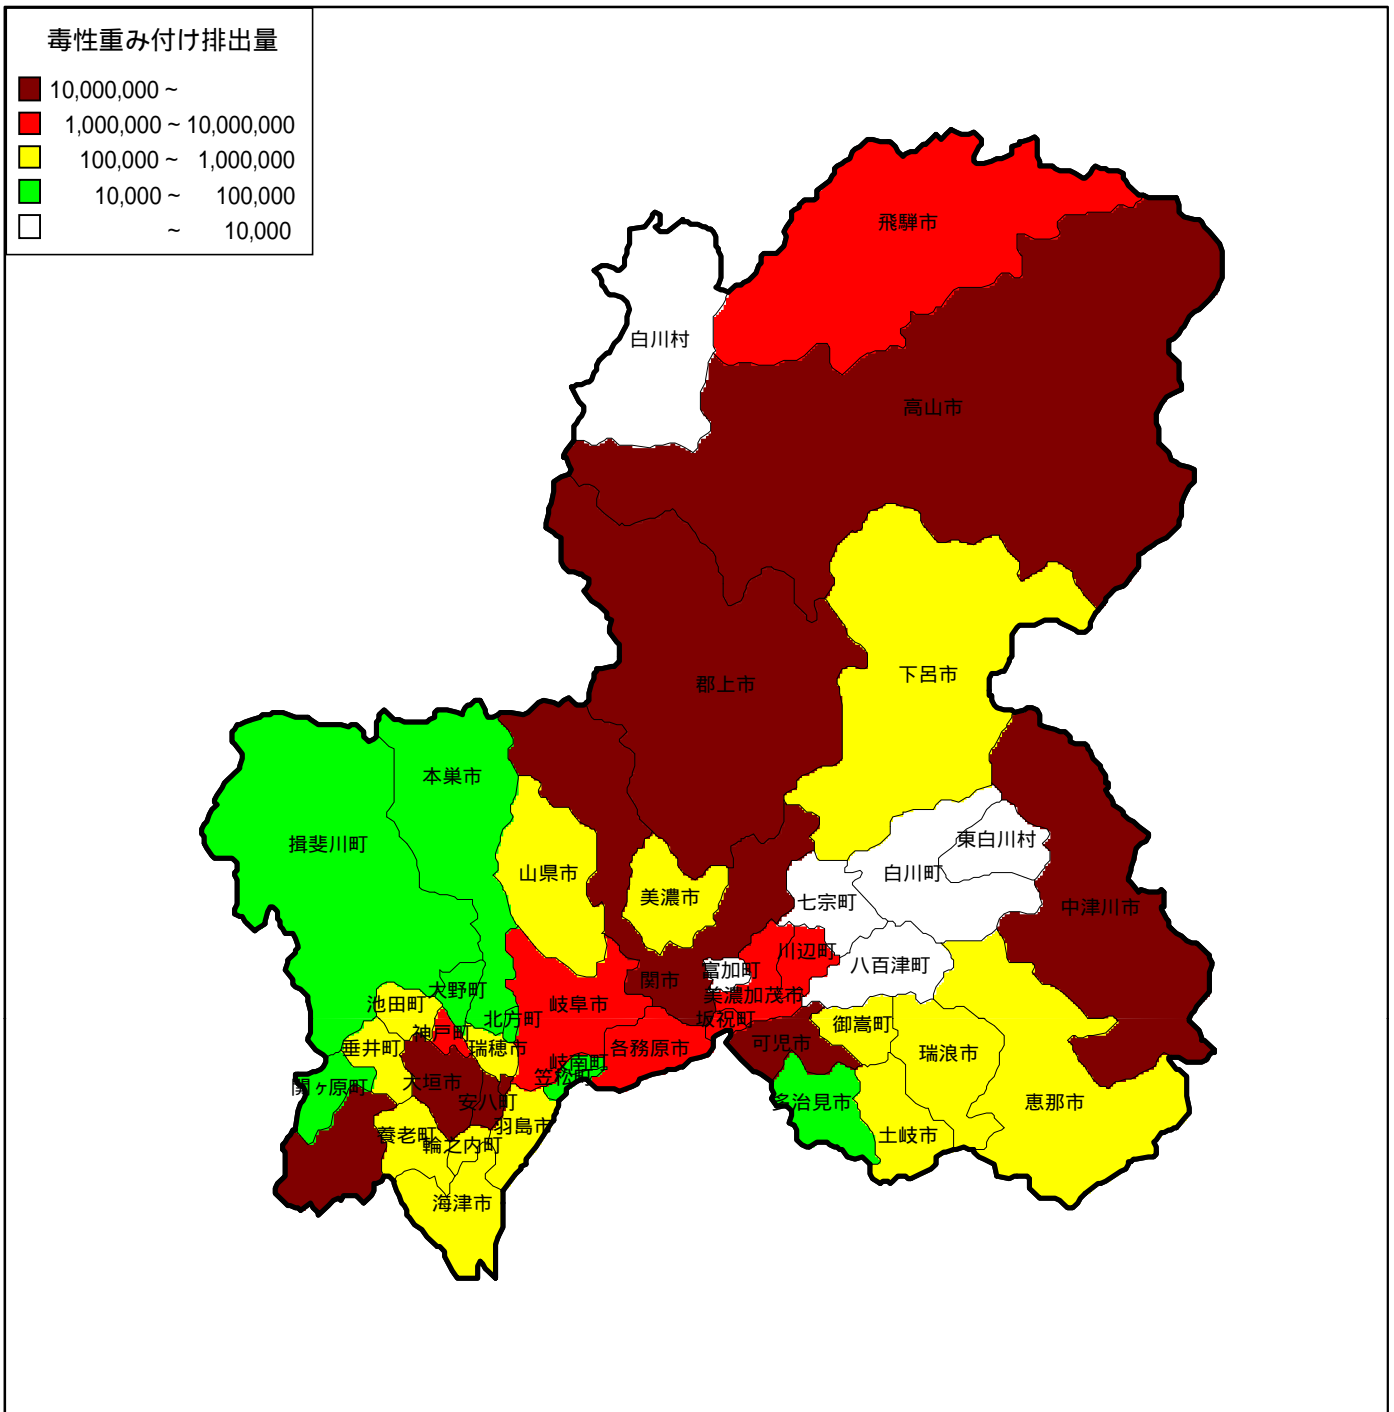 毒性重み付け排出量
10,000,000 ~
1,000,000 ~ 10,000,000
100,000 ~ 1,000,000
10,000 ~ 100,000
~ 10,000
飛騨市
白川村
高山市
下呂市
郡上市
本巣市
東白川村
揖斐川町
山県市
白川町
美濃市
七宗町
中津川市
川辺町
八百津町
富加町
関市
大野町
美濃加茂市
池田町
岐阜市
北方町
坂祝町
御嵩町
神戸町
可児市
垂井町
瑞穂市
各務原市
瑞浪市
岐南町
笠松町
関ヶ原町
大垣市
安八町
多治見市
恵那市
羽島市
養老町
土岐市
輪之内町
海津市